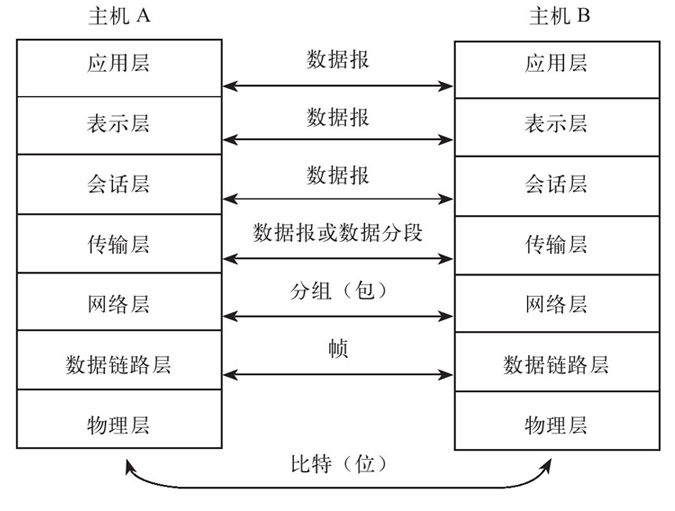 主机 A 主机 B
应用层 数据报 应用层
表示层 数据报 表示层
会话层 数据报 会话层
传输层 数据报或数据分段 传输层
网络层 分组（包） 网络层
数据链路层 帧 数据链路层
物理层 物理层
比特（位）